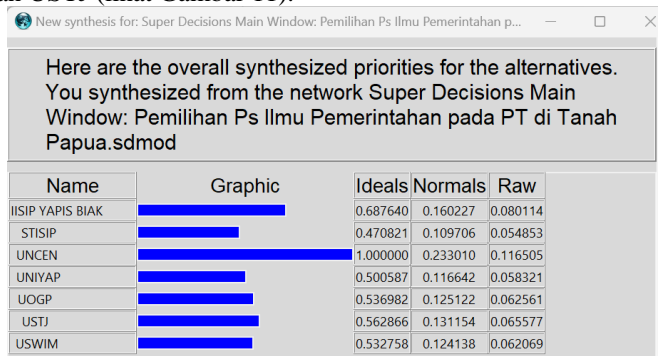 New synthesis for: Super Decisions Main Window: Pemilihan Ps Ilmu Pemerintahan p...
Here are the overall synthesized priorities for the alternatives.
You synthesized from the network Super Decisions Main
Window: Pemilihan Ps Ilmu Pemerintahan pada PT di Tanah
Papua.sdmod
Name Graphic Ideals Normals Raw
IISIP YAPIS BIAK 0.687640 0.160227 0.080114
STISIP 0.470821 0.109706 0.054853
UNCEN 1.000000 0.233010 0.116505
UNIYAP 0.500587 0.116642 0.058321
UOGP 0.536982 0.125122 0.062561
USTJ 0.562866 0.131154 0.065577
USWIM 0.532758 0.124138 0.062069